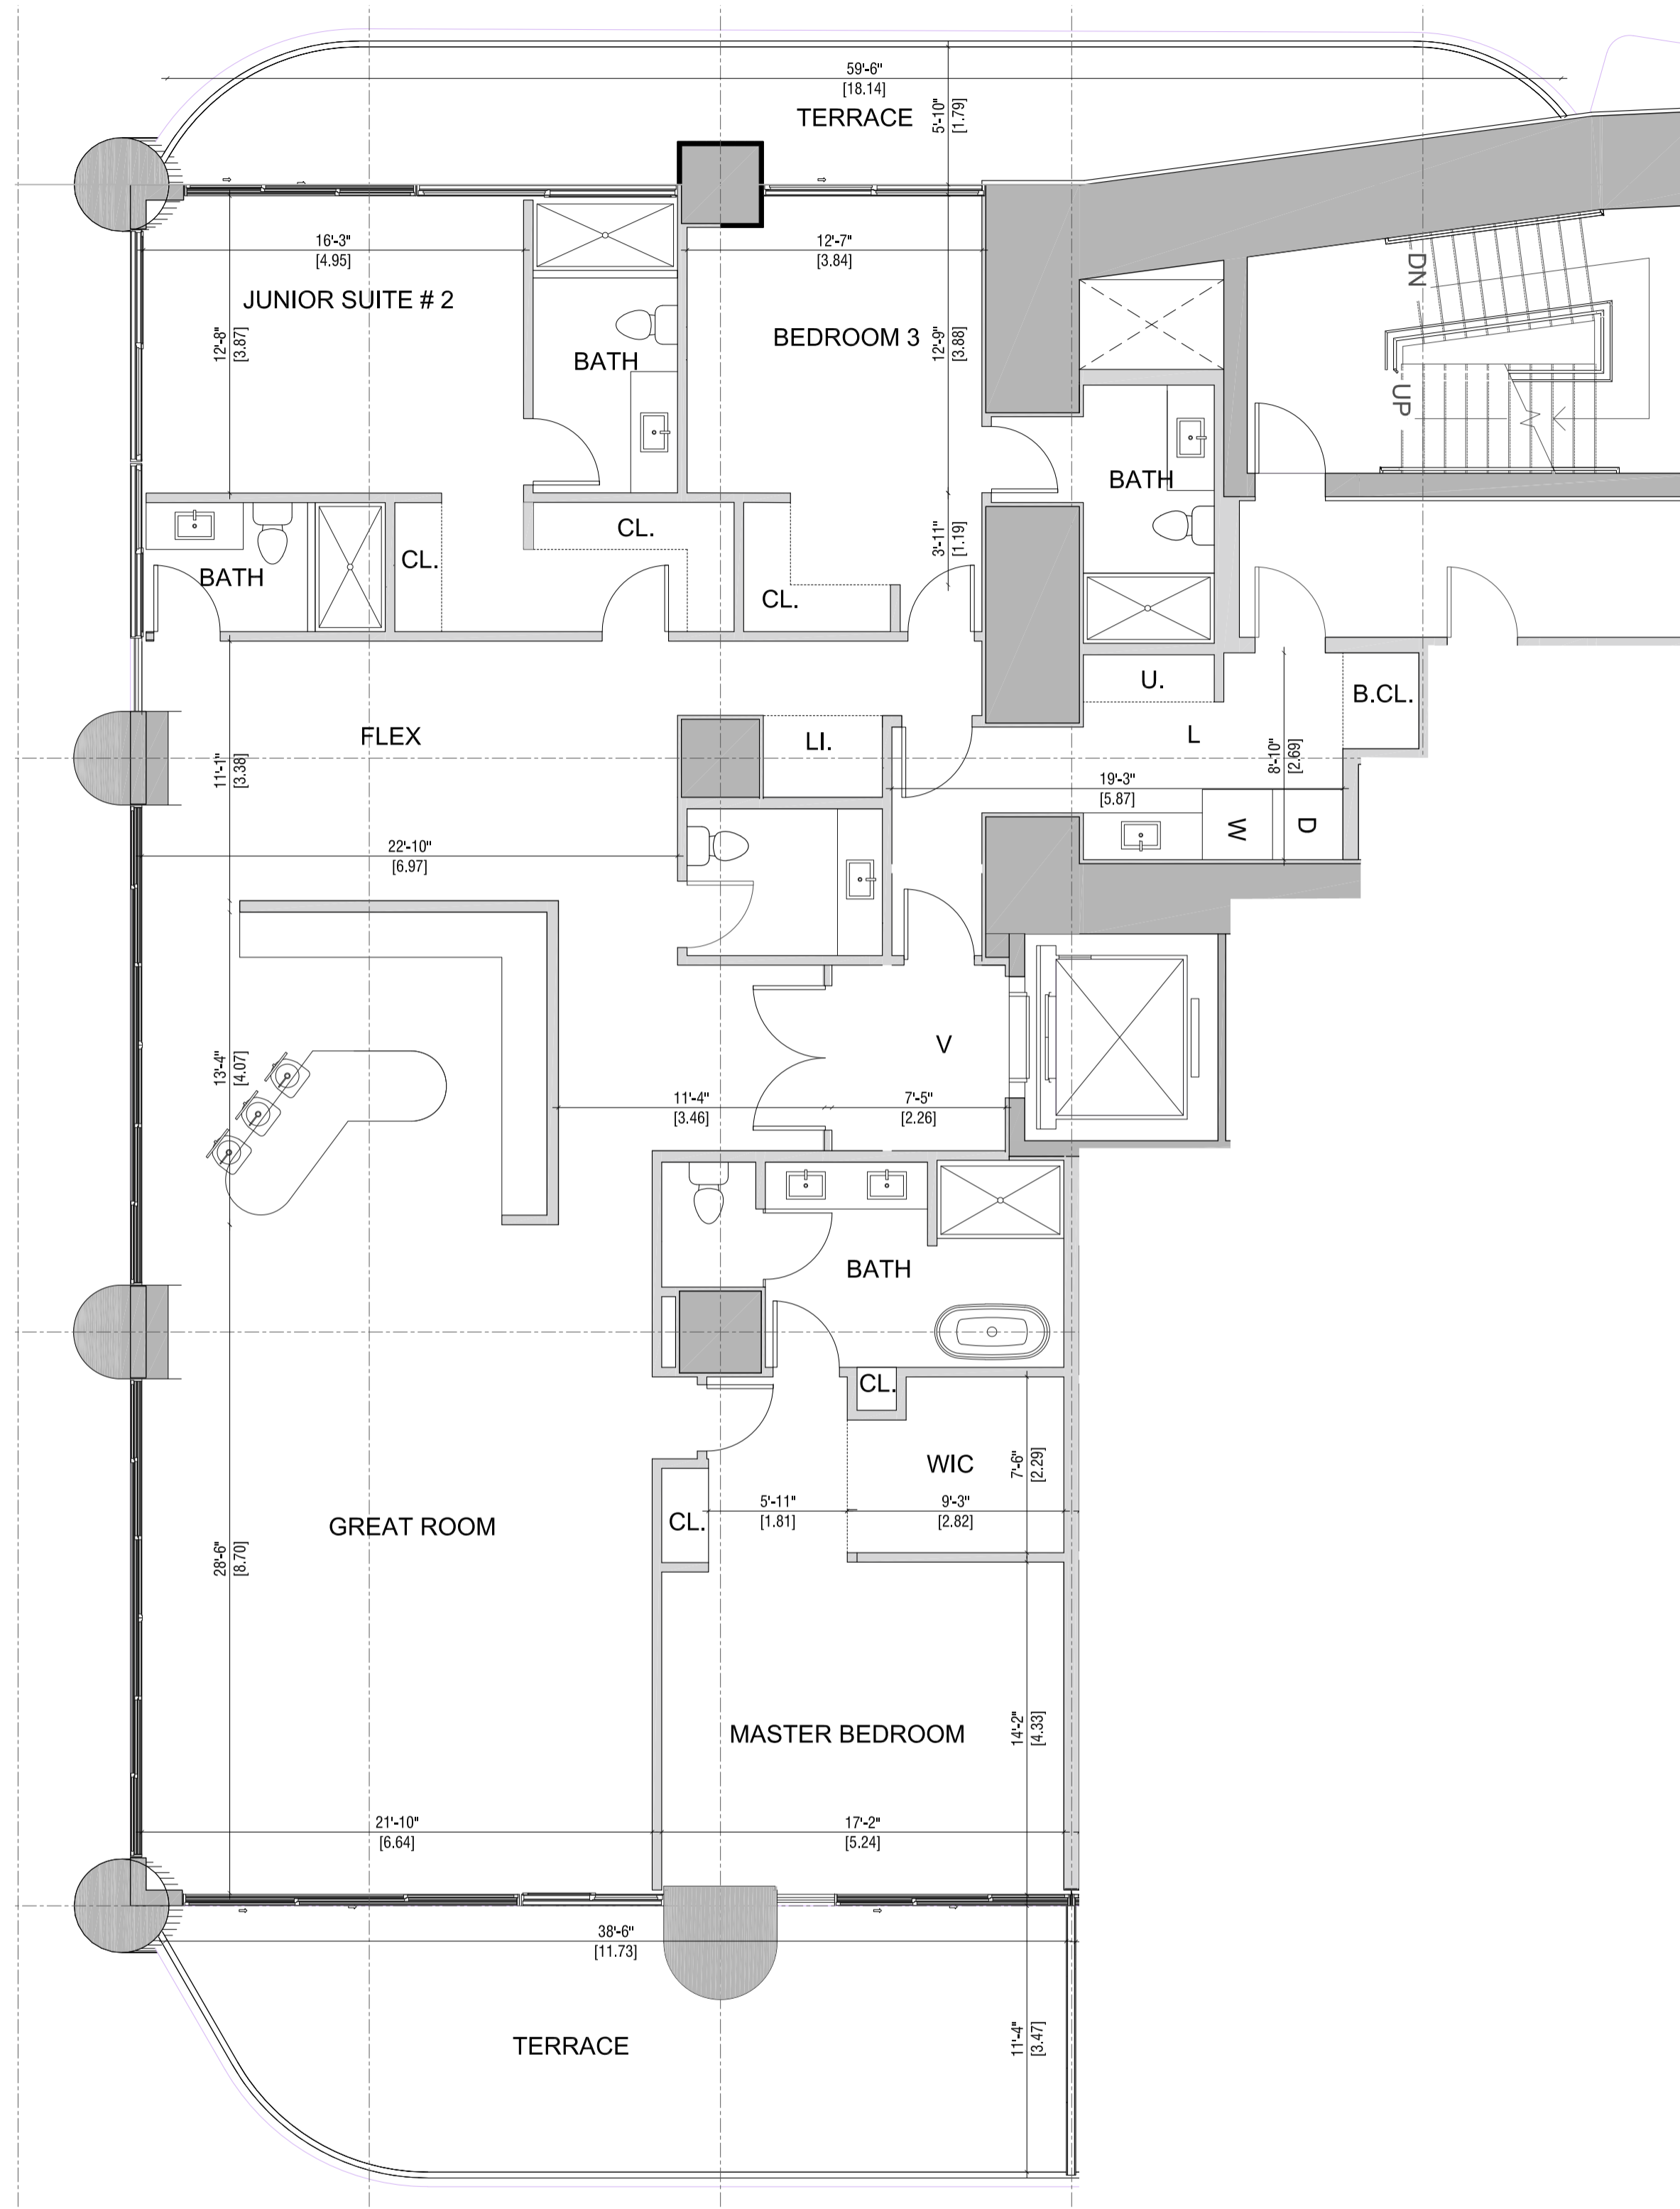 59'-6"
[18.14]
TERRACE
5'-10"
[1.79]
16'-3"
[4.95]
12'-7"
[3.84]
DN
JUNIOR SUITE # 2
12'-8"
[3.87]
BATH
BEDROOM 3
12'-9"
[3.88]
UP
BATH
CL.
CL.
3'-11"
[1.19]
BATH
CL.
U.
B.CL.
FLEX
LI.
L
11'-1"
[3.38]
8'-10"
[2.69]
19'-3"
[5.87]
W
D
22'-10"
[6.97]
V
13'-4"
[4.07]
11'-4"
[3.46]
7'-5"
[2.26]
BATH
CL.
WIC
7'-6"
[2.29]
5'-11"
[1.81]
9'-3"
[2.82]
CL.
GREAT ROOM
28'-6"
[8.70]
MASTER BEDROOM
14'-2"
[4.33]
21'-10"
[6.64]
17'-2"
[5.24]
38'-6"
[11.73]
TERRACE
11'-4"
[3.47]